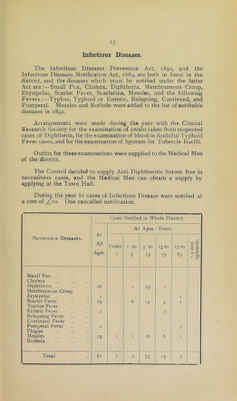 13
Infectious Diseases.
The Infectious Diseases Prevention Act, 1890, and the
Infectious Diseases Notification Act, 1889, are both in force in the
district, and the diseases which must be notified under the latter
Act are :—Small Pox, Cholera, Diphtheria, Membraneous Croup,
Erysipelas, Scarlet Fever, Scarlatina, Measles, and the following
Fevers :—Typhus, Typhoid or Enteric, Relapsing, Continued, and
Puerperal. Measles and Rotheln were added to the list of notifiable
diseases in 1891.
Arrangements were made during the year with the Clinical
Research Society for the examination of swabs taken from suspected
cases of Diphtheria, for the examination of blood in doubtful Typhoid
Fever cases, and for the examination of Sputum for Tubercle Bacilli.
Outfits for these examinations were supplied to the Medical Men
of the district.
The Council decided to supply Anti-Diphtheritic Serum free in
necessitous cases, and the Medical Men can obtain a supply by
applying at the Town Hall.
During the year 61 cases of Infectious Disease were notified at
a cost of £10. One cancelled notification.
Cases Notified in Whole District.
Notifiable Diseases.
At All Ages.
At Ages—Years.
Under 1
1 to 5
5 to 15
15 to 25
25 to 65
65 and upwards.
Small Pox
Cholera
Diphtheria
Membraneous Croup
Erysipelas
Scarlet Fever 25 6 14 4 1
Typhus Fever
Enteric Fever
Relapsing Fever
Continued Fever
Puerperal Fever
Plague
Measles
Rotheln
Total 61 1